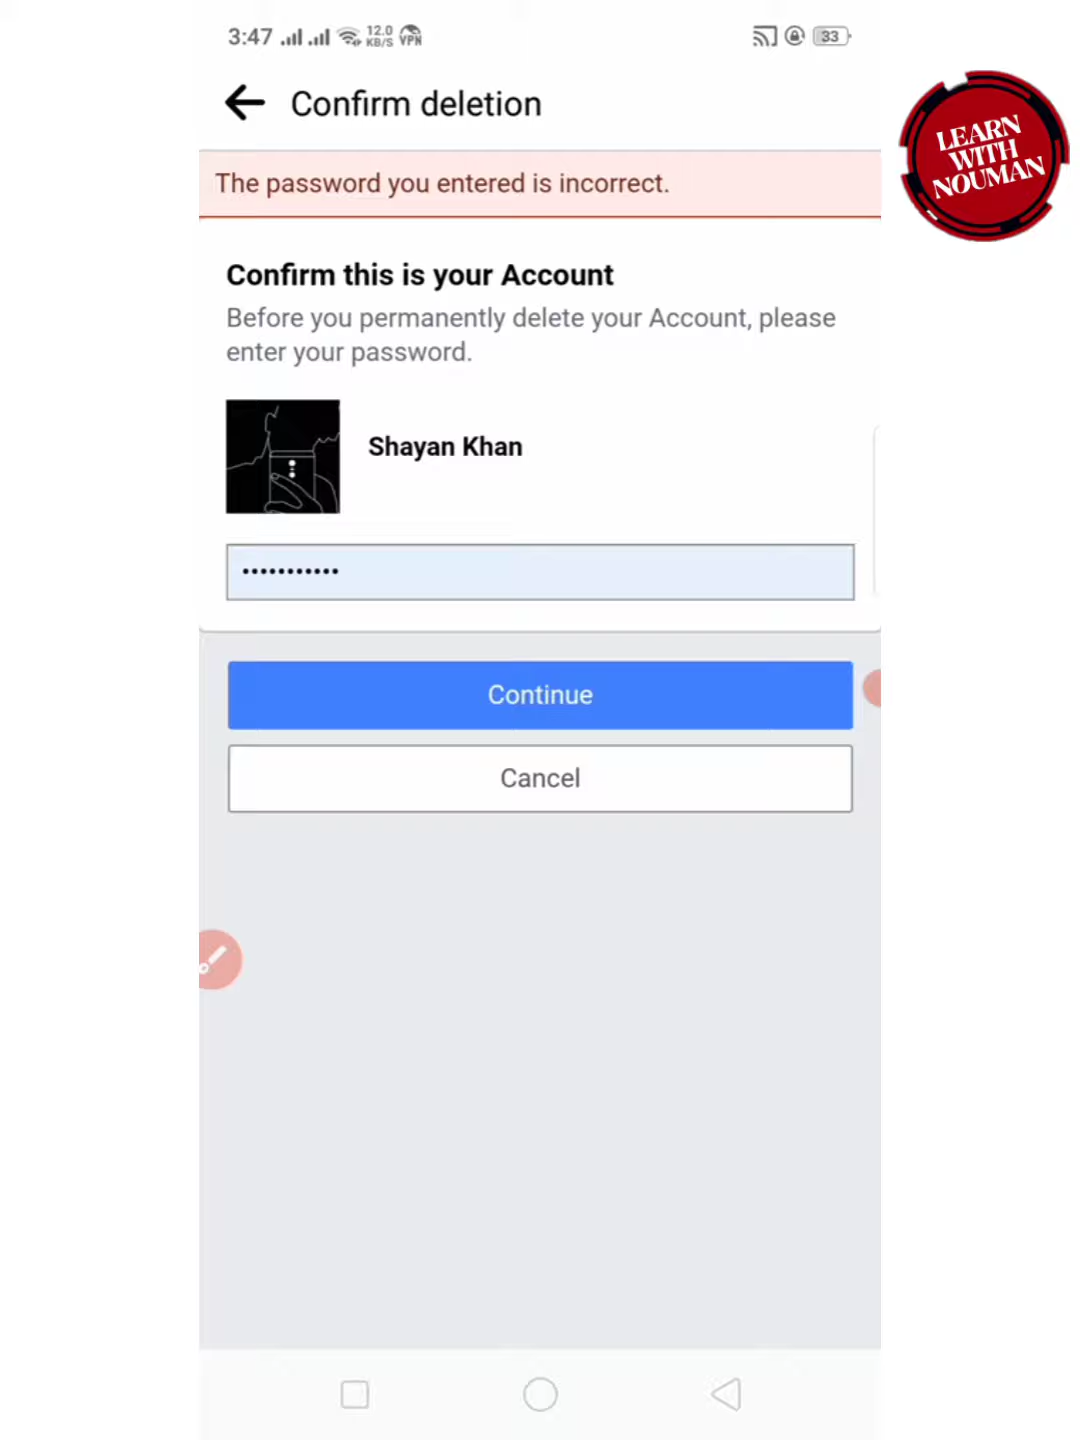 3:47 12.0 KB/S VPN 33
Confirm deletion
LEARN
WITH
NOUMAN
The password you entered is incorrect.
Confirm this is your Account
Before you permanently delete your Account, please
enter your password.
Shayan Khan
•••••••••••
Continue
Cancel